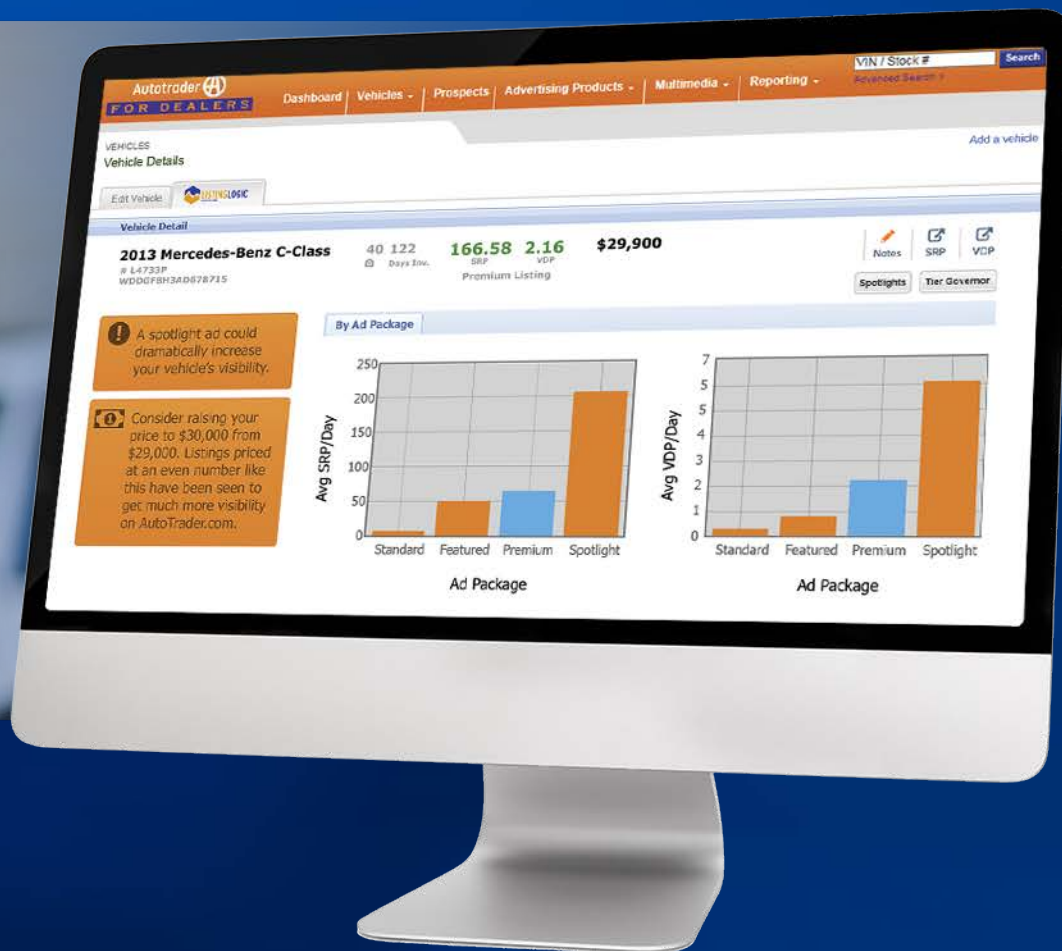 Autotrader
FOR DEALERS
Dashboard
Vehicles
Prospects
Advertising Products
Multimedia
Reporting
VIN / Stock #
Search
Advanced Search
VEHICLES
Vehicle Details
Add a vehicle
Edit Vehicle
LISTINGLOGIC
Vehicle Detail
2013 Mercedes-Benz C-Class
40 122
166.58 2.16
$29,900
# L4733P
Days Inv.
SRP
VDP
WDDGF8H3AD878715
Premium Listing
Notes
SRP
VDP
Spotlights
Tier Governor
A spotlight ad could
dramatically increase
your vehicle's visibility.
Consider raising your
price to $30,000 from
$29,000. Listings priced
at an even number like
this have been seen to
get much more visibility
on AutoTrader.com.
By Ad Package
Avg SRP/Day
250
200
150
100
50
0
Standard Featured Premium Spotlight
Ad Package
Avg VDP/Day
7
5
5
4
3
2
1
0
Standard Featured Premium Spotlight
Ad Package